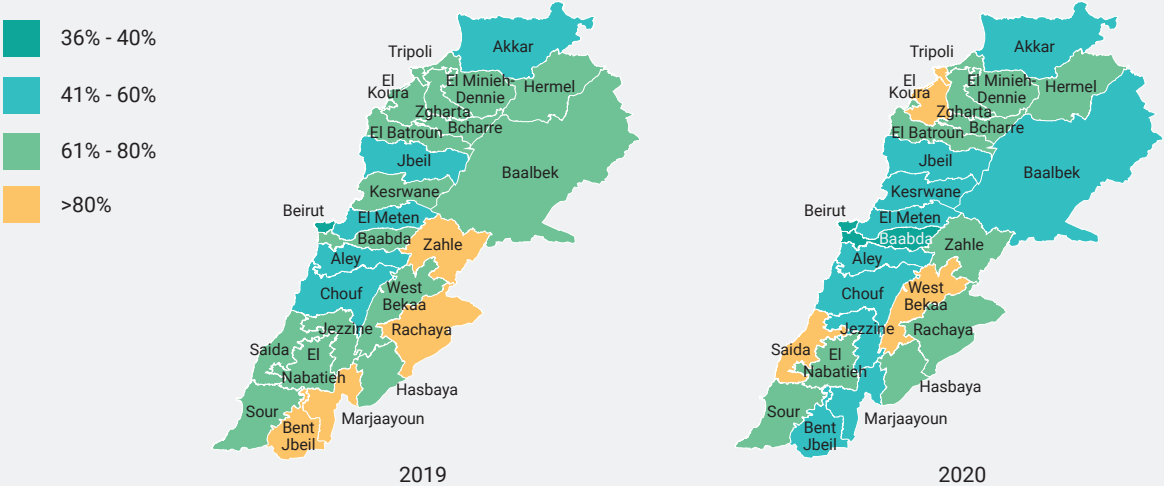 36% - 40%
41% - 60%
61% - 80%
>80%
Akkar
Tripoli
El
Koura
El Minieh-
Dennie
Hermel
Zgharta
Bcharre
El Batroun
Jbeil
Baalbek
Kesrwane
Beirut
El Meten
Baabda
Zahle
Aley
Chouf
West
Bekaa
Jezzine
Rachaya
Saida
El
Nabatieh
Hasbaya
Sour
Marjaayoun
Bent
Jbeil
2019
Akkar
Tripoli
El
Koura
El Minieh-
Dennie
Hermel
Zgharta
Bcharre
El Batroun
Jbeil
Baalbek
Kesrwane
Beirut
El Meten
Baabda
Zahle
Aley
Chouf
West
Bekaa
Jezzine
Rachaya
Saida
El
Nabatieh
Hasbaya
Sour
Marjaayoun
Bent
Jbeil
2020